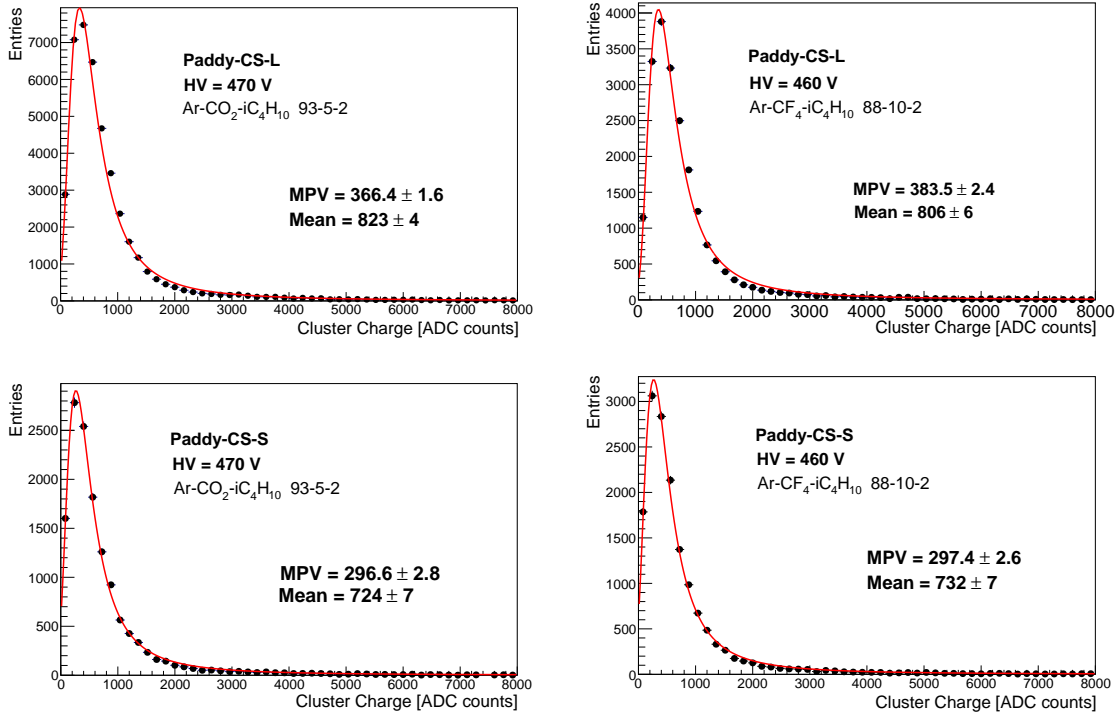 Entries
7000
6000
5000
4000
3000
2000
1000
0
0 1000 2000 3000 4000 5000 6000 7000 8000
Cluster Charge [ADC counts]
Paddy-CS-L
HV = 470 V
Ar-CO₂-iC₄H₁₀ 93-5-2
MPV = 366.4 ± 1.6
Mean = 823 ± 4
Entries
4000
3500
3000
2500
2000
1500
1000
500
0
0 1000 2000 3000 4000 5000 6000 7000 8000
Cluster Charge [ADC counts]
Paddy-CS-L
HV = 460 V
Ar-CF₄-iC₄H₁₀ 88-10-2
MPV = 383.5 ± 2.4
Mean = 806 ± 6
Entries
2500
2000
1500
1000
500
0
0 1000 2000 3000 4000 5000 6000 7000 8000
Cluster Charge [ADC counts]
Paddy-CS-S
HV = 470 V
Ar-CO₂-iC₄H₁₀ 93-5-2
MPV = 296.6 ± 2.8
Mean = 724 ± 7
Entries
3000
2500
2000
1500
1000
500
0
0 1000 2000 3000 4000 5000 6000 7000 8000
Cluster Charge [ADC counts]
Paddy-CS-S
HV = 460 V
Ar-CF₄-iC₄H₁₀ 88-10-2
MPV = 297.4 ± 2.6
Mean = 732 ± 7